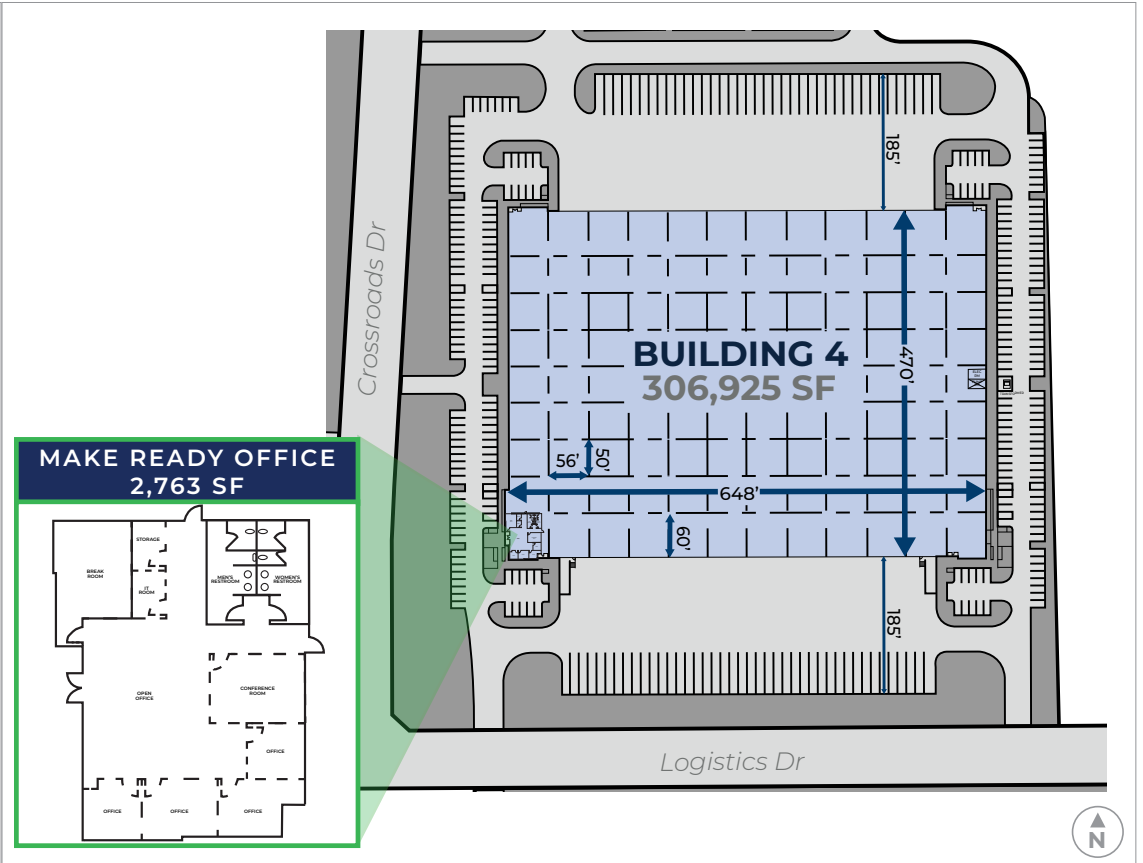 185'
Crossroads Dr
BUILDING 4
306,925 SF
470'
ELEC
RM
56'
50'
648'
60'
185'
MAKE READY OFFICE
2,763 SF
STORAGE
BREAK
ROOM
IT
ROOM
MEN'S
RESTROOM
WOMEN'S
RESTROOM
OPEN
OFFICE
CONFERENCE
ROOM
OFFICE
OFFICE
OFFICE
OFFICE
Logistics Dr
N